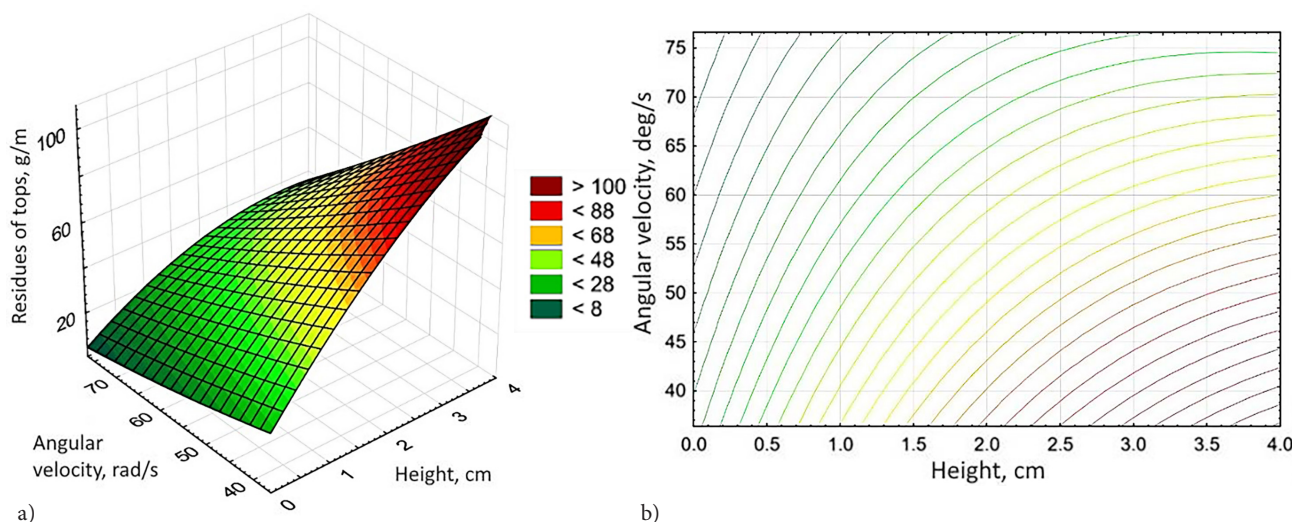 Residues of tops, g/m
100
60
20
70
60
50
40
Angular
velocity, rad/s
0
1
2
3
4
Height, cm
> 100
< 88
< 68
< 48
< 28
< 8
a)
Angular velocity, deg/s
75
70
65
60
55
50
45
40
0.0 0.5 1.0 1.5 2.0 2.5 3.0 3.5 4.0
Height, cm
b)